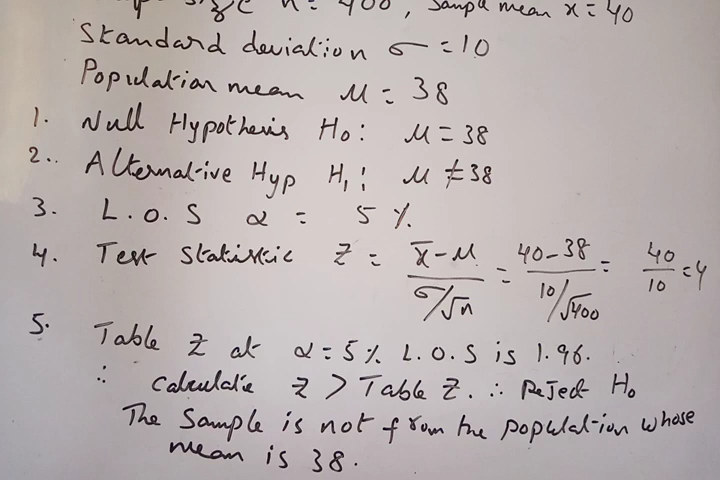 size n = 400, Sample mean x = 40
Standard deviation σ = 10
Population mean μ = 38
1. Null Hypothesis H₀: μ = 38
2.. Alternative Hyp H₁: μ ≠ 38
3. L.O.S α = 5 %.
4. Test Statistic Z = (x̄ - μ)/(σ/√n) = (40 - 38)/(10/√400) = 40/10 = 4
5. Table Z at α = 5 % L.O.S is 1.96.
∴ Calculate Z > Table Z. ∴ Reject H₀
The Sample is not from the population whose
mean is 38.